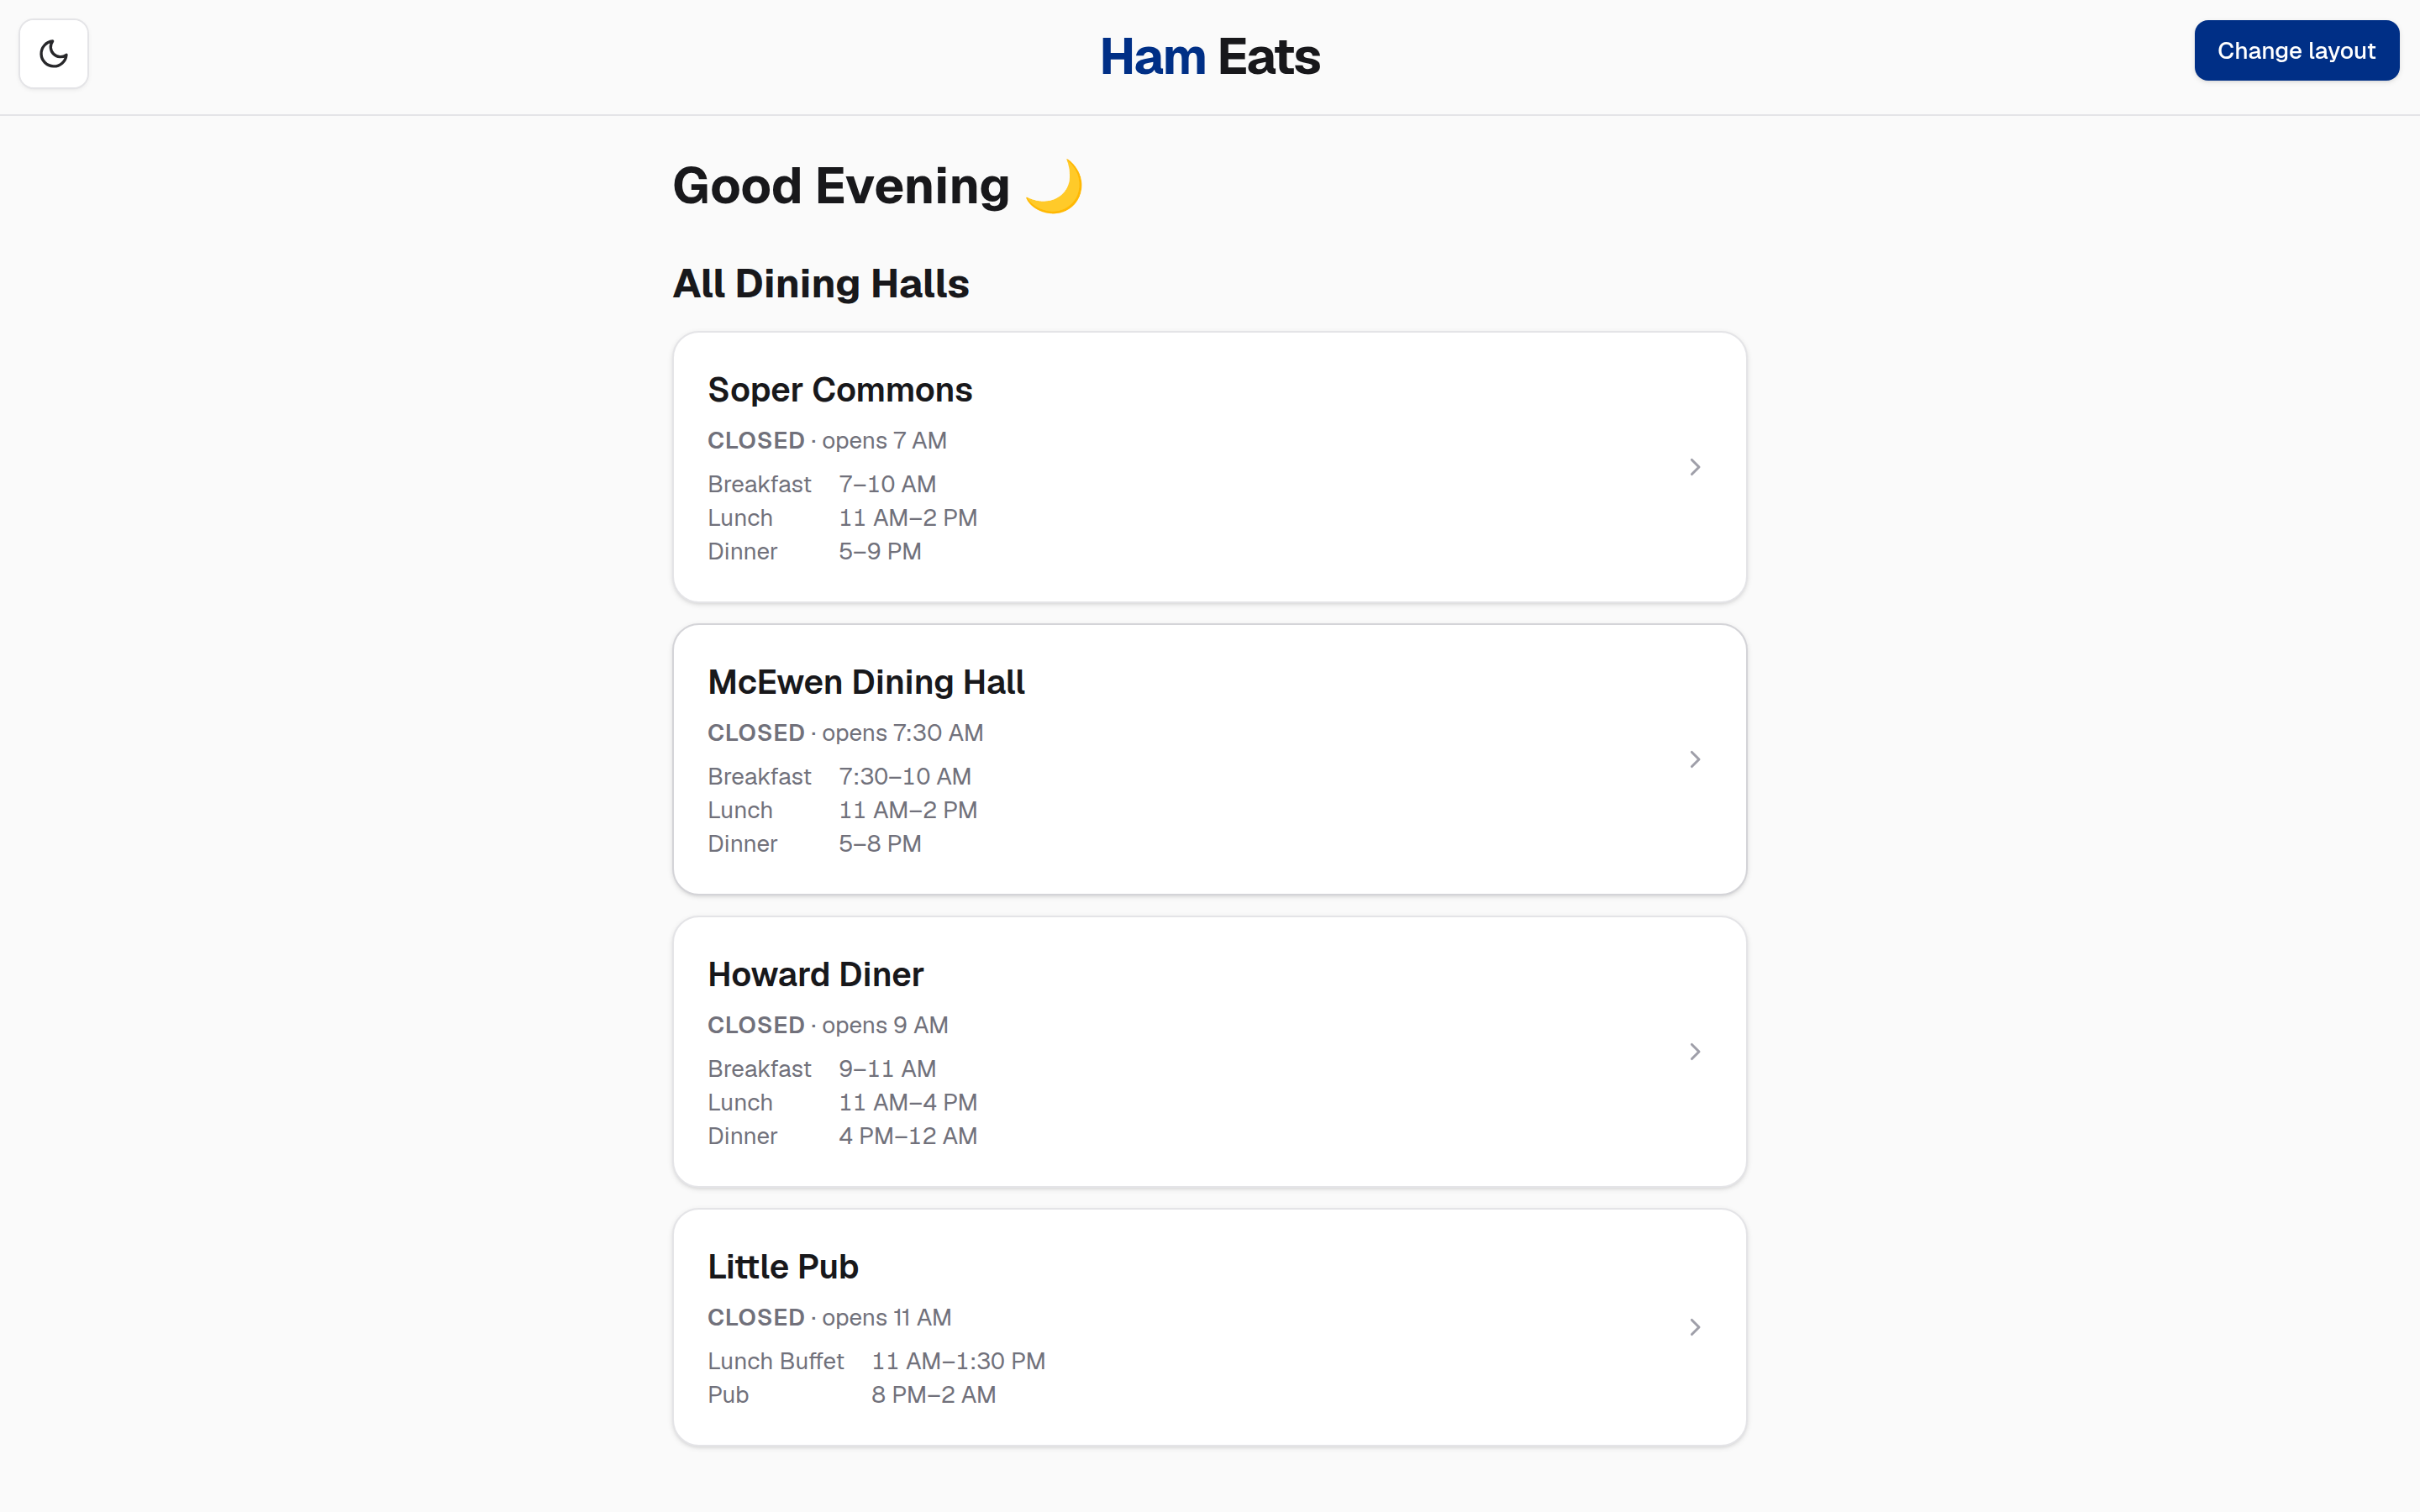 Ham Eats
Change layout
Good Evening 🌙
All Dining Halls
Soper Commons
CLOSED · opens 7 AM
Breakfast 7–10 AM
Lunch 11 AM–2 PM
Dinner 5–9 PM
McEwen Dining Hall
CLOSED · opens 7:30 AM
Breakfast 7:30–10 AM
Lunch 11 AM–2 PM
Dinner 5–8 PM
Howard Diner
CLOSED · opens 9 AM
Breakfast 9–11 AM
Lunch 11 AM–4 PM
Dinner 4 PM–12 AM
Little Pub
CLOSED · opens 11 AM
Lunch Buffet 11 AM–1:30 PM
Pub 8 PM–2 AM